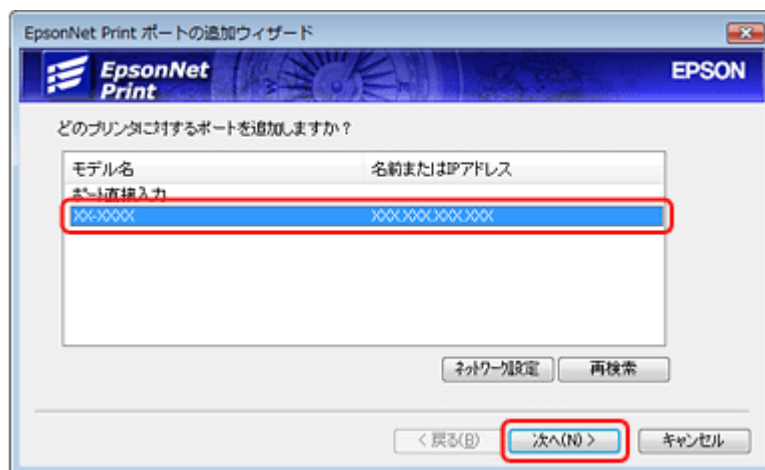 EpsonNet Print ポートの追加ウィザード
EpsonNet
Print
EPSON
どのプリンタに対するポートを追加しますか?
モデル名 名前またはIPアドレス
ポート直接入力
XX-XXXX XXX.XXX.XXX.XXX
ネットワーク設定 再検索
< 戻る(B) 次へ(N) > キャンセル